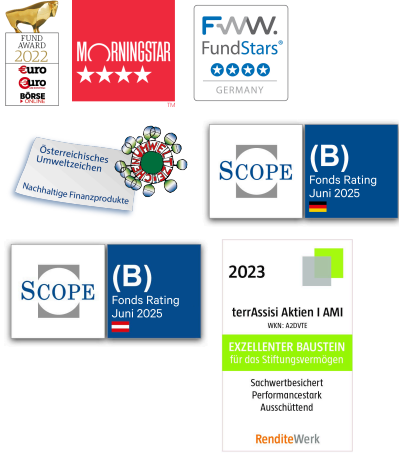 FUND
AWARD
2022
€uro
€uro
BÖRSE
ONLINE
MORNINGSTAR
TM
FWW.
FundStars®
GERMANY
Österreichisches
Umweltzeichen
Nachhaltige Finanzprodukte
SCOPE
(B)
Fonds Rating
Juni 2025
SCOPE
(B)
Fonds Rating
Juni 2025
2023
terrAssisi Aktien I AMI
WKN: A2DVTE
EXZELLENTER BAUSTEIN
für das Stiftungsvermögen
Sachwertbesichert
Performancestark
Ausschüttend
RenditeWerk